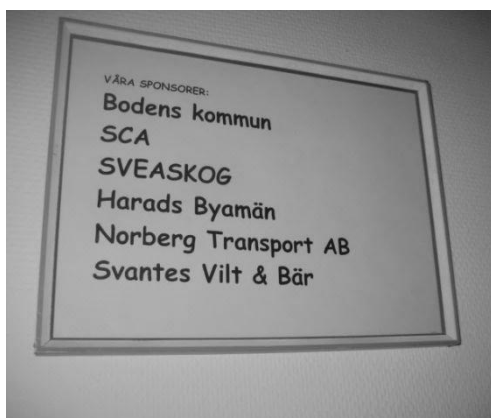 VÅRA SPONSORER:
Bodens kommun
SCA
SVEASKOG
Harads Byamän
Norberg Transport AB
Svantes Vilt & Bär